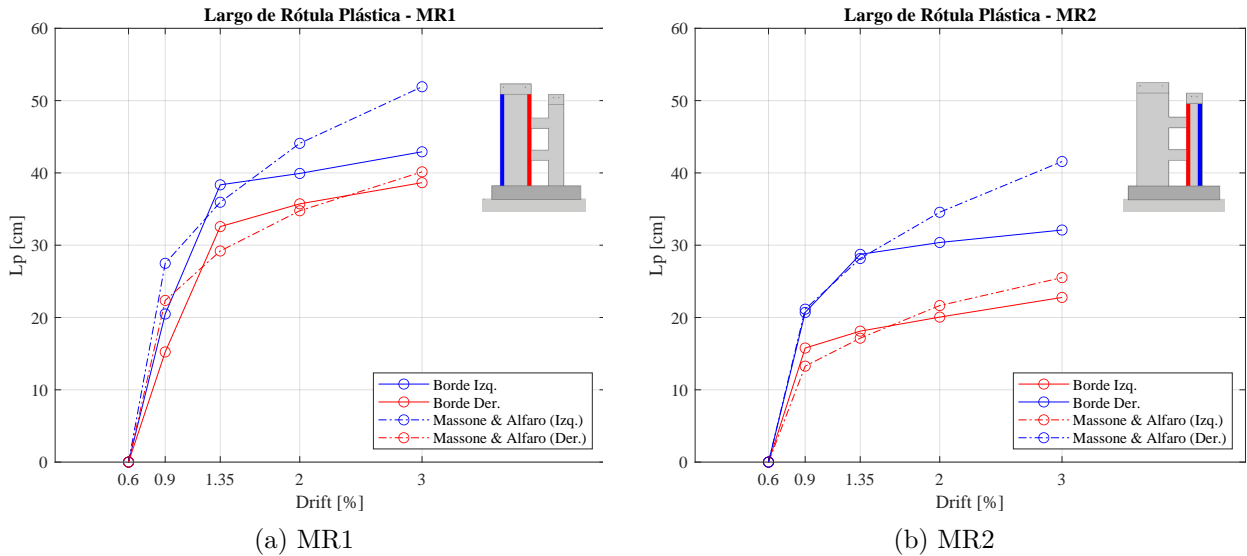 Largo de Rótula Plástica - MR1
60
50
40
30
20
10
0
Lp [cm]
0.6
0.9
1.35
2
3
Drift [%]
Borde Izq.
Borde Der.
Massone & Alfaro (Izq.)
Massone & Alfaro (Der.)
(a) MR1
Largo de Rótula Plástica - MR2
60
50
40
30
20
10
0
Lp [cm]
0.6
0.9
1.35
2
3
Drift [%]
Borde Izq.
Borde Der.
Massone & Alfaro (Izq.)
Massone & Alfaro (Der.)
(b) MR2